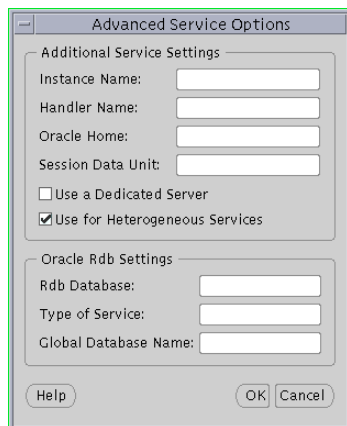 Advanced Service Options
Additional Service Settings
Instance Name:
Handler Name:
Oracle Home:
Session Data Unit:
Use a Dedicated Server
Use for Heterogeneous Services
Oracle Rdb Settings
Rdb Database:
Type of Service:
Global Database Name:
Help
OK
Cancel